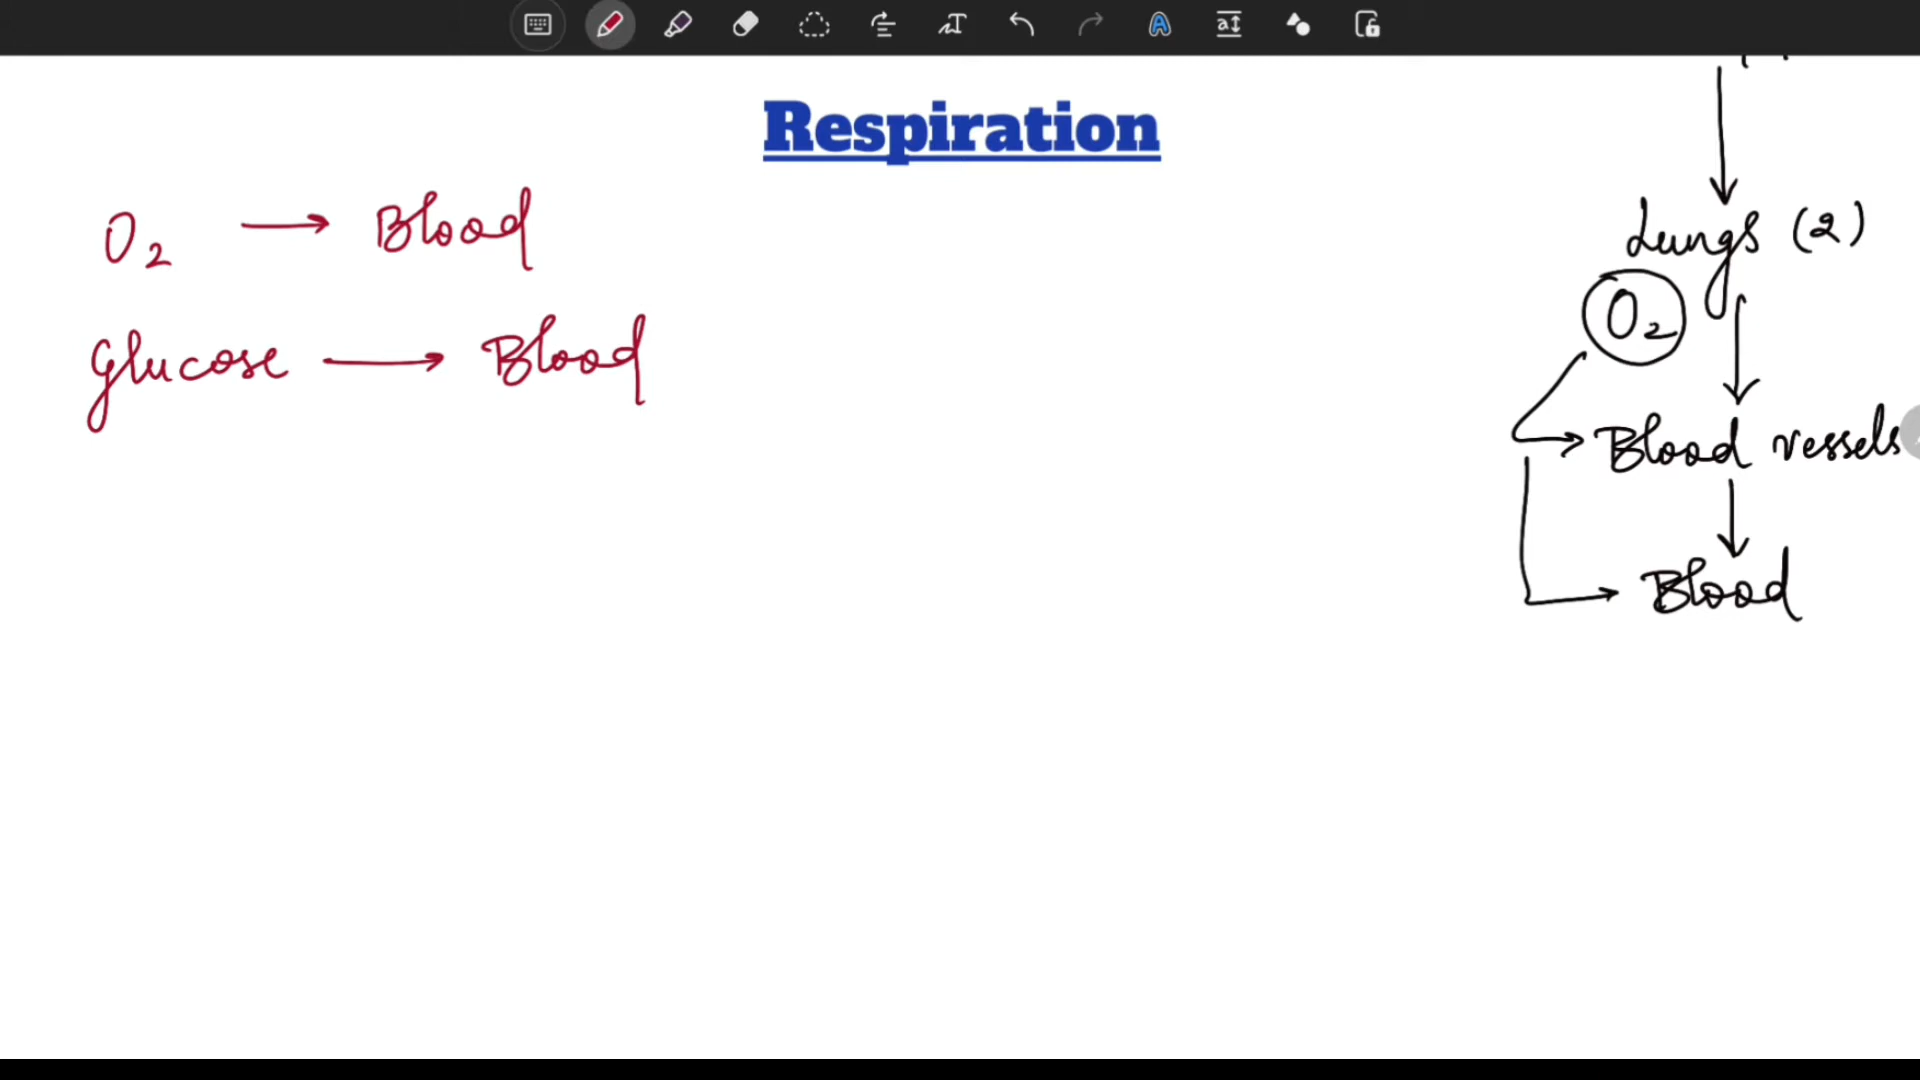 Respiration
O2 → Blood
Glucose → Blood
Lungs (2)
O2
Blood vessels
Blood